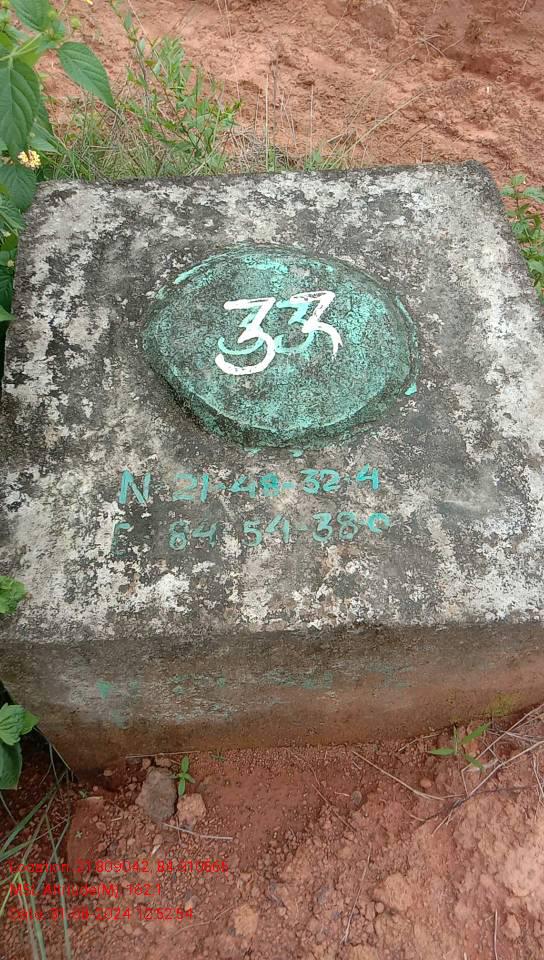 33
N 21-48-32.4
E 84 54-38.0
Location: 21.809042, 84.910666
MSL Altitude(M): 162.1
Date: 31-08-2024 12:52:54